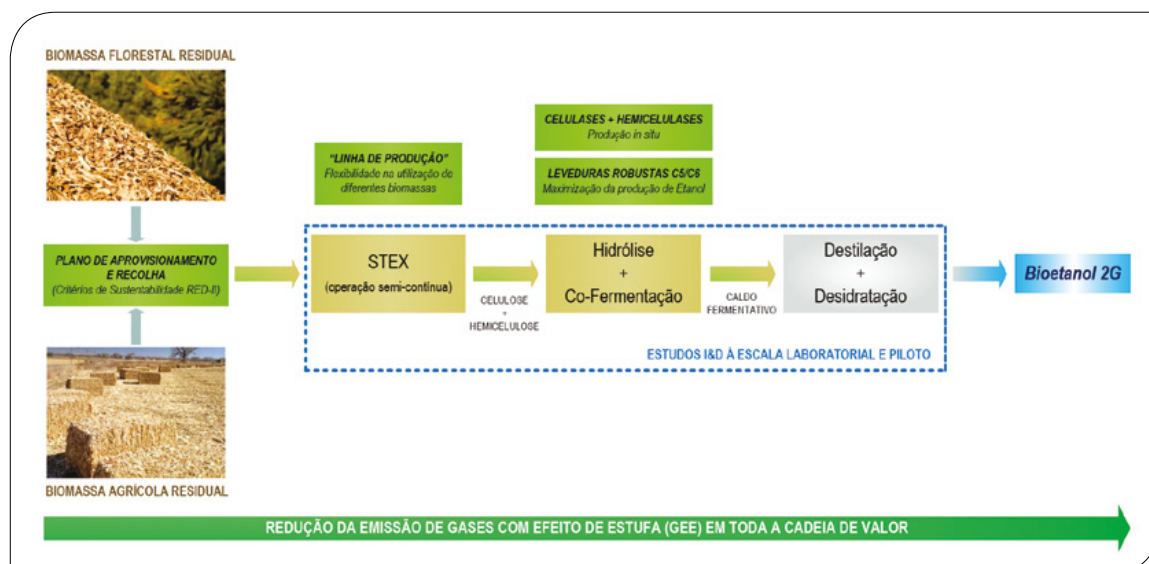 BIOMASSA FLORESTAL RESIDUAL
CELULASES + HEMICELULASES
Produção in situ
"LINHA DE PRODUÇÃO"
Flexibilidade na utilização de
diferentes biomassas
LEVEDURAS ROBUSTAS C5/C6
Maximização da produção de Etanol
PLANO DE APROVISIONAMENTO
E RECOLHA
(Critérios de Sustentabilidade RED-II)
STEX
(operação semi-contínua)
CELULOSE
+
HEMICELULOSE
Hidrólise
+
Co-Fermentação
CALDO
FERMENTATIVO
Destilação
+
Desidratação
Bioetanol 2G
ESTUDOS I&D À ESCALA LABORATORIAL E PILOTO
BIOMASSA AGRÍCOLA RESIDUAL
REDUÇÃO DA EMISSÃO DE GASES COM EFEITO DE ESTUFA (GEE) EM TODA A CADEIA DE VALOR